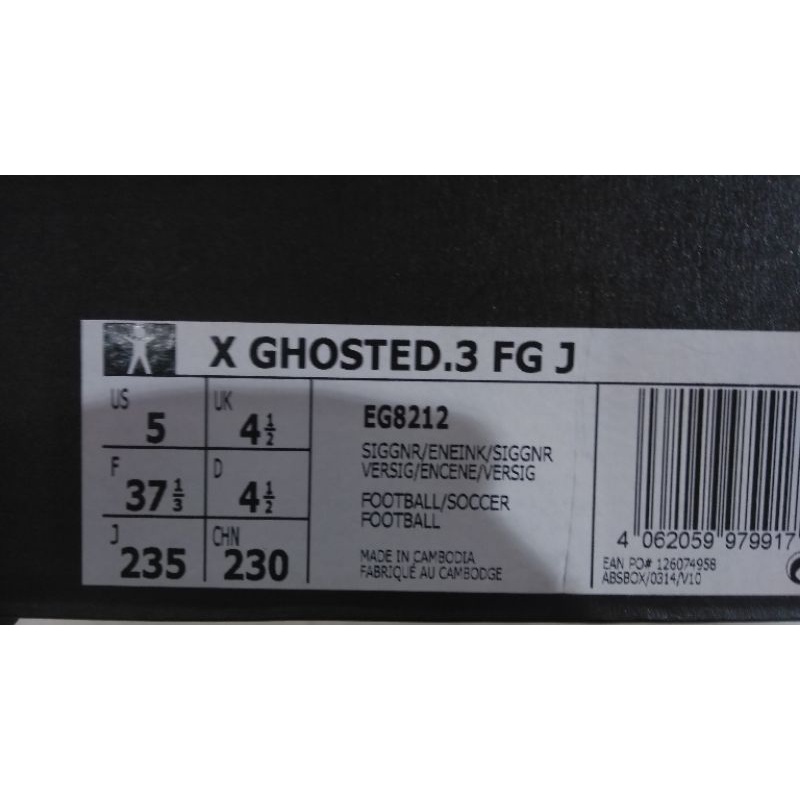 X GHOSTED.3 FG J
US 5 UK 4½
F 37⅓ D 4½
J 235 CHN 230
EG8212
SIGGNR/ENEINK/SIGGNR
VERSIG/ENCENE/VERSIG
FOOTBALL/SOCCER
FOOTBALL
MADE IN CAMBODIA
FABRIQUÉ AU CAMBODGE
4 062059 979917
EAN PO# 126074958
ABSBOX/0314/V10